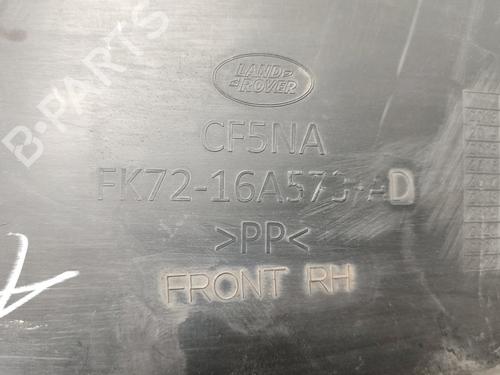 B-PARTS
LAND
ROVER
CF5NA
FK72-16A573-AD
>PP<
FRONT RH